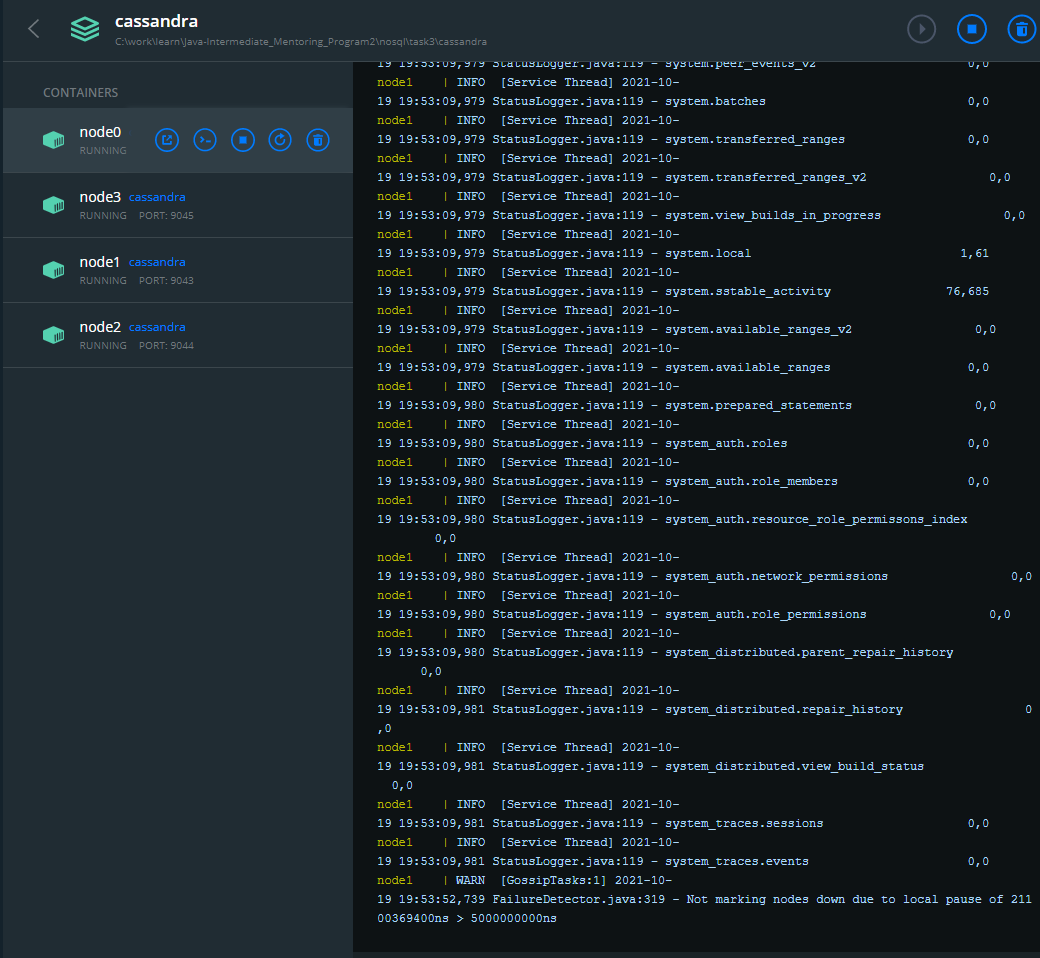 cassandra
C:\work\learn\Java-Intermediate_Mentoring_Program2\nosql\task3\cassandra
CONTAINERS
node0
RUNNING
node3 cassandra
RUNNING PORT: 9045
node1 cassandra
RUNNING PORT: 9043
node2 cassandra
RUNNING PORT: 9044
19 19:53:09,979 StatusLogger.java:119 - system.peer_events_v2 0,0
node1 | INFO [Service Thread] 2021-10-
19 19:53:09,979 StatusLogger.java:119 - system.batches 0,0
node1 | INFO [Service Thread] 2021-10-
19 19:53:09,979 StatusLogger.java:119 - system.transferred_ranges 0,0
node1 | INFO [Service Thread] 2021-10-
19 19:53:09,979 StatusLogger.java:119 - system.transferred_ranges_v2 0,0
node1 | INFO [Service Thread] 2021-10-
19 19:53:09,979 StatusLogger.java:119 - system.view_builds_in_progress 0,0
node1 | INFO [Service Thread] 2021-10-
19 19:53:09,979 StatusLogger.java:119 - system.local 1,61
node1 | INFO [Service Thread] 2021-10-
19 19:53:09,979 StatusLogger.java:119 - system.sstable_activity 76,685
node1 | INFO [Service Thread] 2021-10-
19 19:53:09,979 StatusLogger.java:119 - system.available_ranges_v2 0,0
node1 | INFO [Service Thread] 2021-10-
19 19:53:09,979 StatusLogger.java:119 - system.available_ranges 0,0
node1 | INFO [Service Thread] 2021-10-
19 19:53:09,980 StatusLogger.java:119 - system.prepared_statements 0,0
node1 | INFO [Service Thread] 2021-10-
19 19:53:09,980 StatusLogger.java:119 - system_auth.roles 0,0
node1 | INFO [Service Thread] 2021-10-
19 19:53:09,980 StatusLogger.java:119 - system_auth.role_members 0,0
node1 | INFO [Service Thread] 2021-10-
19 19:53:09,980 StatusLogger.java:119 - system_auth.resource_role_permissons_index
0,0
node1 | INFO [Service Thread] 2021-10-
19 19:53:09,980 StatusLogger.java:119 - system_auth.network_permissions 0,0
node1 | INFO [Service Thread] 2021-10-
19 19:53:09,980 StatusLogger.java:119 - system_auth.role_permissions 0,0
node1 | INFO [Service Thread] 2021-10-
19 19:53:09,980 StatusLogger.java:119 - system_distributed.parent_repair_history
0,0
node1 | INFO [Service Thread] 2021-10-
19 19:53:09,981 StatusLogger.java:119 - system_distributed.repair_history 0
,0
node1 | INFO [Service Thread] 2021-10-
19 19:53:09,981 StatusLogger.java:119 - system_distributed.view_build_status
0,0
node1 | INFO [Service Thread] 2021-10-
19 19:53:09,981 StatusLogger.java:119 - system_traces.sessions 0,0
node1 | INFO [Service Thread] 2021-10-
19 19:53:09,981 StatusLogger.java:119 - system_traces.events 0,0
node1 | WARN [GossipTasks:1] 2021-10-
19 19:53:52,739 FailureDetector.java:319 - Not marking nodes down due to local pause of 211
00369400ns > 5000000000ns